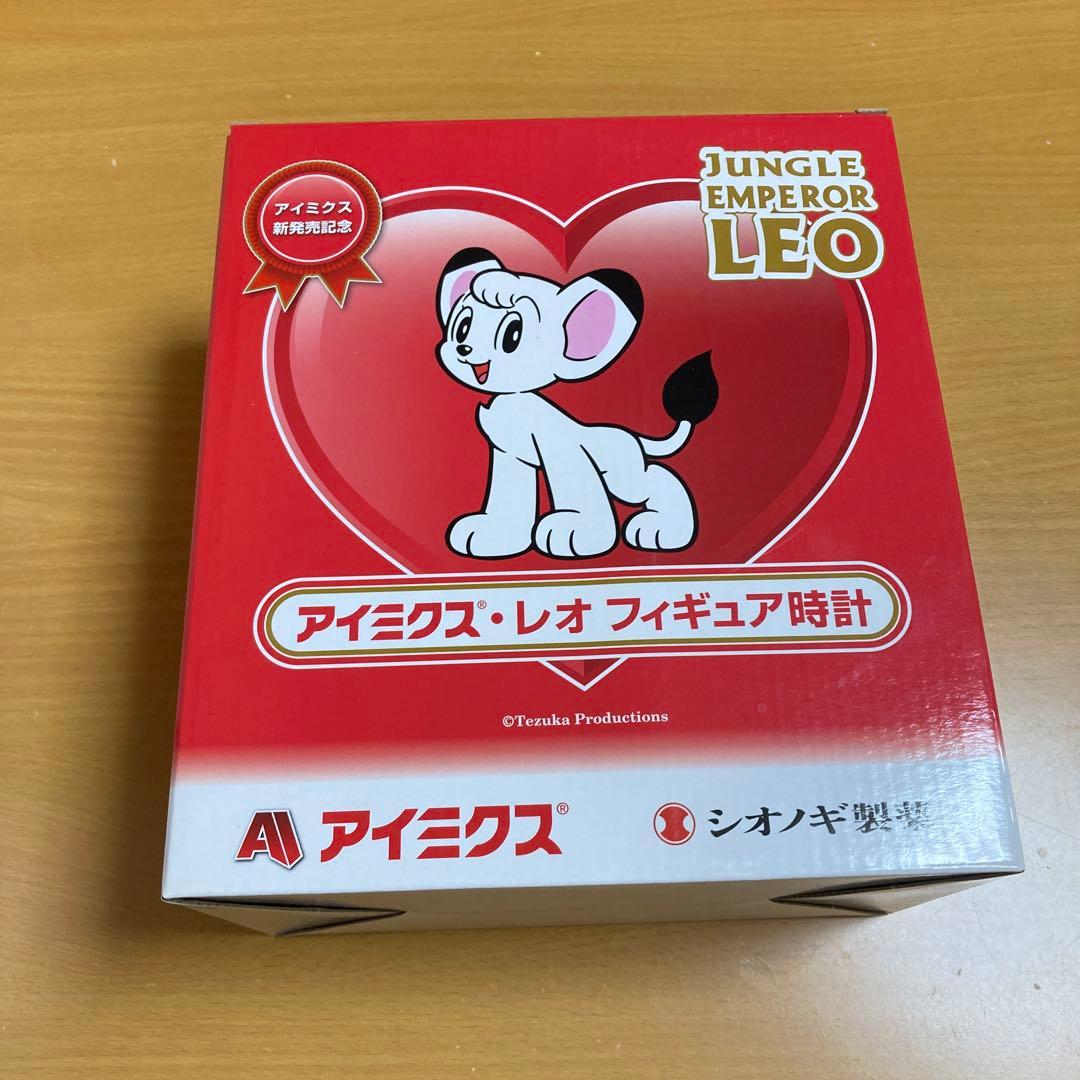 アイミクス
新発売記念
JUNGLE
EMPEROR
LEO
アイミクス®・レオ フィギュア時計
©Tezuka Productions
AI アイミクス®
シオノギ製薬